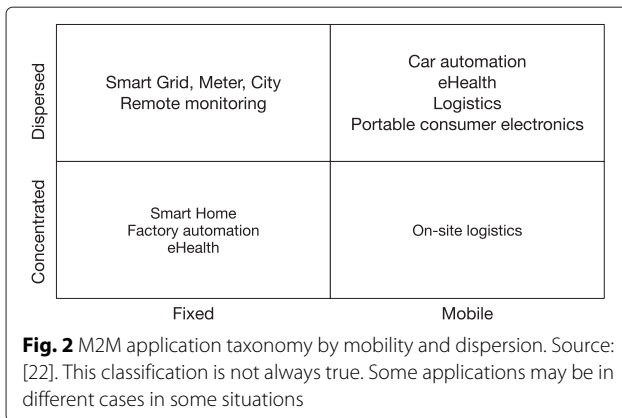 Dispersed
Smart Grid, Meter, City
Remote monitoring
Car automation
eHealth
Logistics
Portable consumer electronics
Concentrated
Smart Home
Factory automation
eHealth
On-site logistics
Fixed
Mobile
Fig. 2 M2M application taxonomy by mobility and dispersion. Source:
[22]. This classification is not always true. Some applications may be in
different cases in some situations